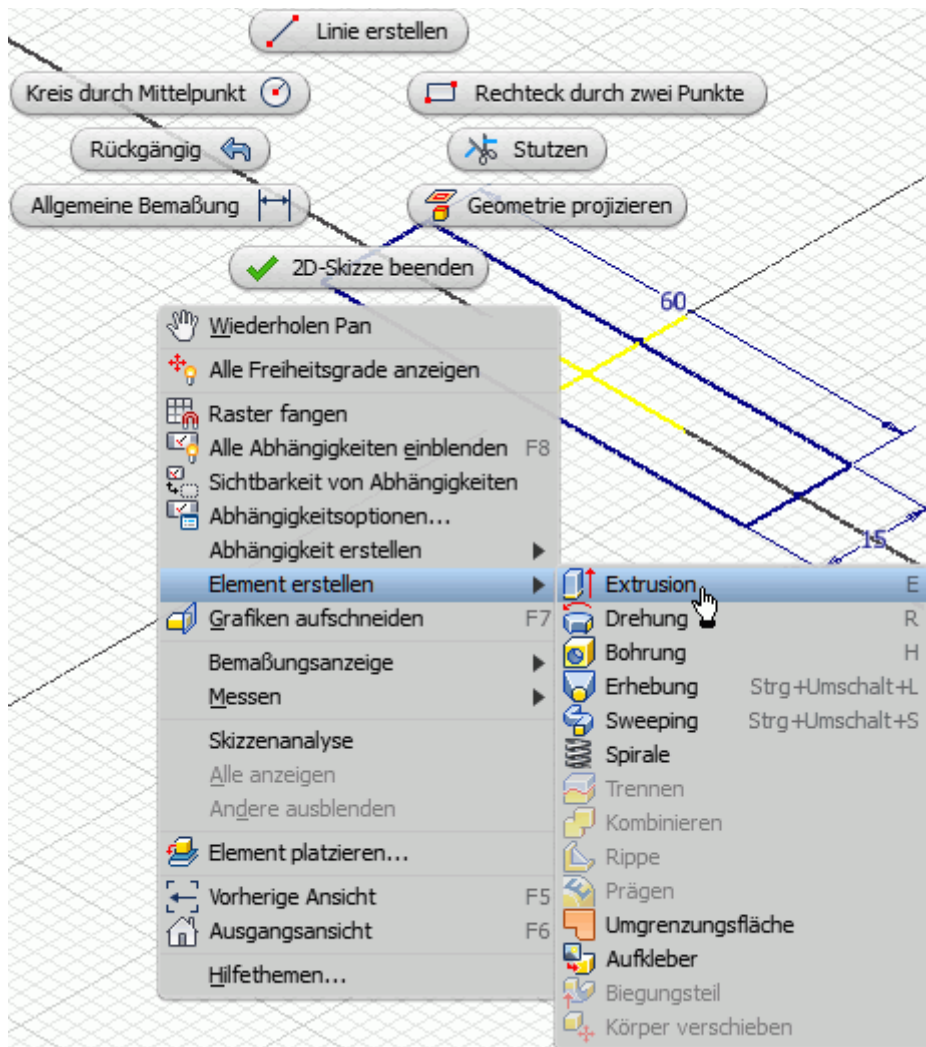 Linie erstellen
Kreis durch Mittelpunkt
Rechteck durch zwei Punkte
Rückgängig
Stutzen
Allgemeine Bemaßung
Geometrie projizieren
2D-Skizze beenden
60
15
Wiederholen Pan
Alle Freiheitsgrade anzeigen
Raster fangen
Alle Abhängigkeiten einblenden F8
Sichtbarkeit von Abhängigkeiten
Abhängigkeitsoptionen...
Abhängigkeit erstellen
Element erstellen
Grafiken aufschneiden F7
Bemaßungsanzeige
Messen
Skizzenanalyse
Alle anzeigen
Andere ausblenden
Element platzieren...
Vorherige Ansicht F5
Ausgangsansicht F6
Hilfethemen...
Extrusion E
Drehung R
Bohrung H
Erhebung Strg+Umschalt+L
Sweeping Strg+Umschalt+S
Spirale
Trennen
Kombinieren
Rippe
Prägen
Umgrenzungsfläche
Aufkleber
Biegungsteil
Körper verschieben